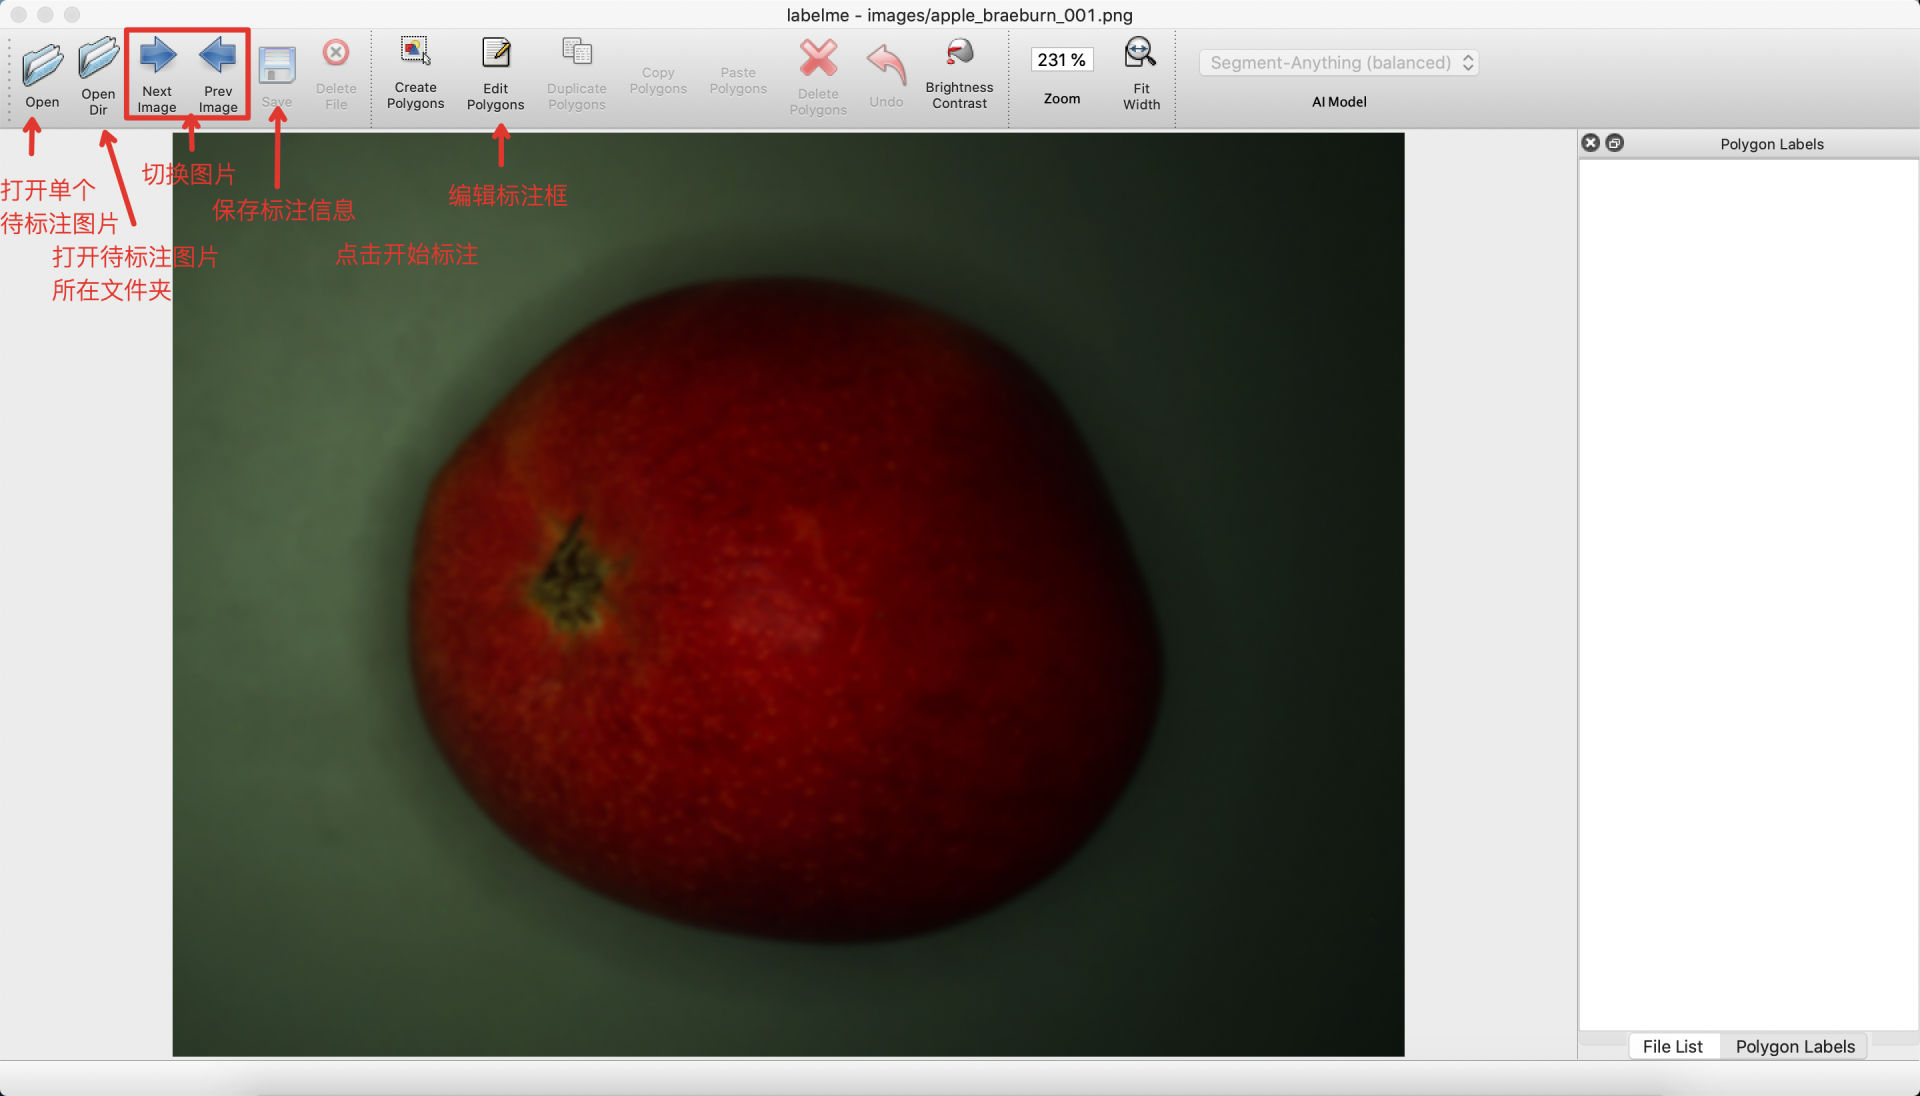 labelme - images/apple_braeburn_001.png
Open
Open
Dir
Next
Image
Prev
Image
Save
Delete
File
Create
Polygons
Edit
Polygons
Duplicate
Polygons
Copy
Polygons
Paste
Polygons
Delete
Polygons
Undo
Brightness
Contrast
231 %
Zoom
Fit
Width
Segment-Anything (balanced)
AI Model
Polygon Labels
切换图片
打开单个
待标注图片
保存标注信息
编辑标注框
打开待标注图片
所在文件夹
点击开始标注
File List
Polygon Labels